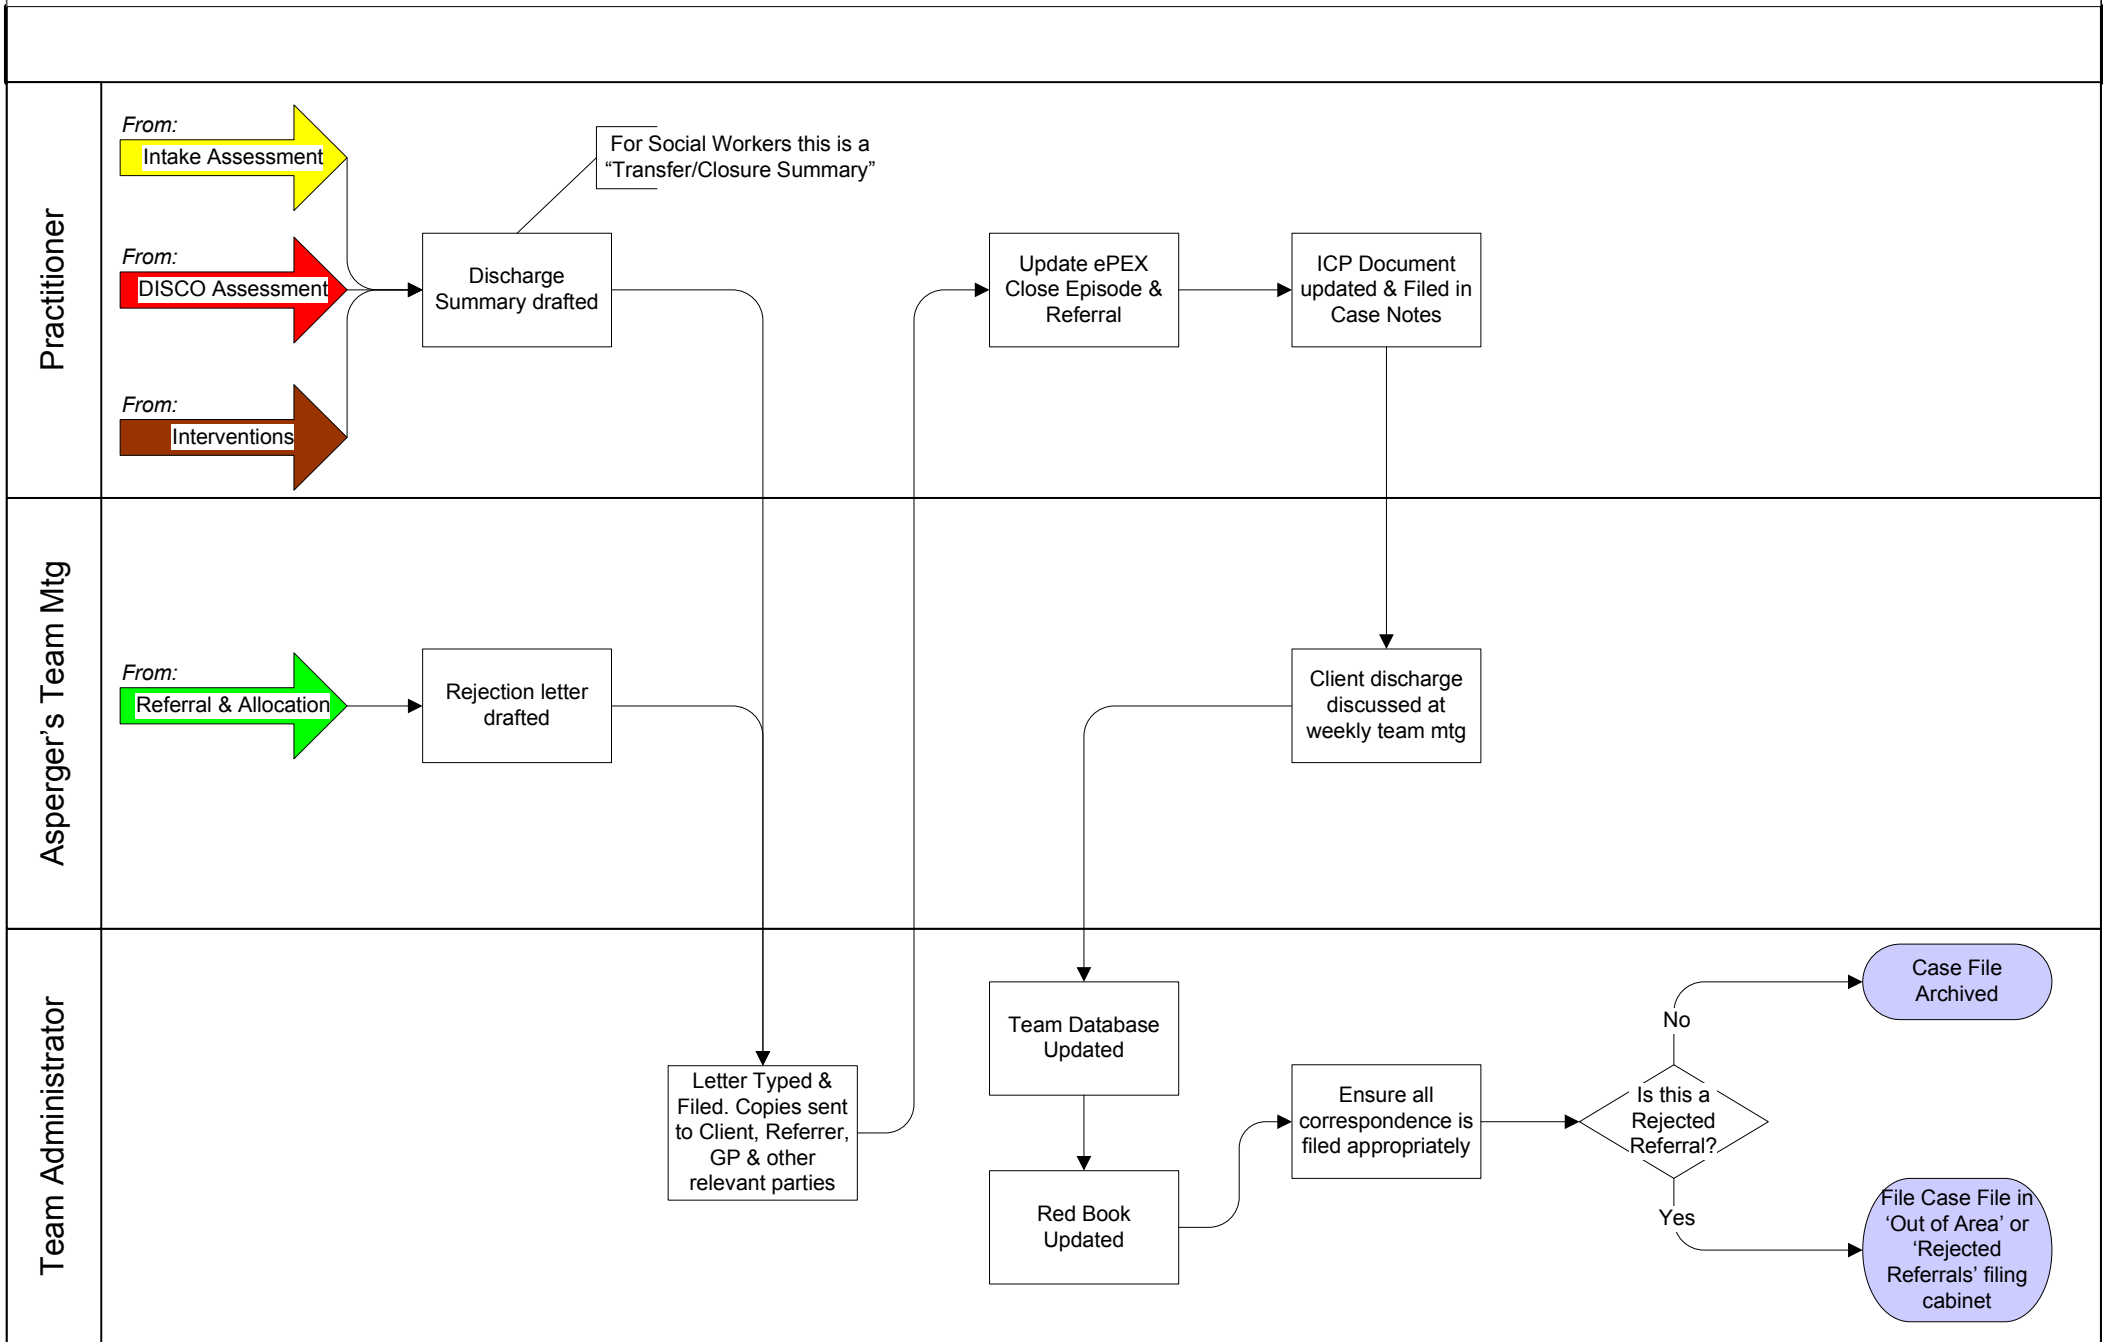 Practitioner
From:
Intake Assessment
From:
DISCO Assessment
From:
Interventions
For Social Workers this is a
“Transfer/Closure Summary”
Discharge
Summary drafted
Update ePEX
Close Episode &
Referral
ICP Document
updated & Filed in
Case Notes
Asperger’s Team Mtg
From:
Referral & Allocation
Rejection letter
drafted
Client discharge
discussed at
weekly team mtg
Team Administrator
Letter Typed &
Filed. Copies sent
to Client, Referrer,
GP & other
relevant parties
Team Database
Updated
Red Book
Updated
Ensure all
correspondence is
filed appropriately
Is this a
Rejected
Referral?
No
Case File
Archived
Yes
File Case File in
‘Out of Area’ or
‘Rejected
Referrals’ filing
cabinet